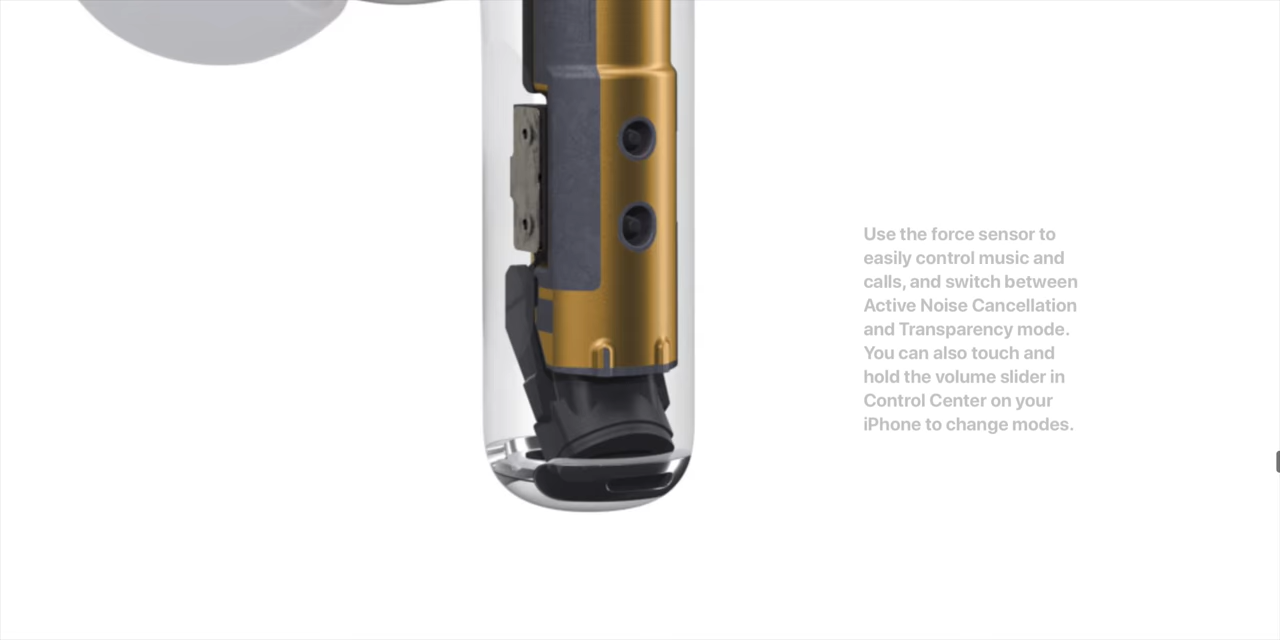 Use the force sensor to
easily control music and
calls, and switch between
Active Noise Cancellation
and Transparency mode.
You can also touch and
hold the volume slider in
Control Center on your
iPhone to change modes.